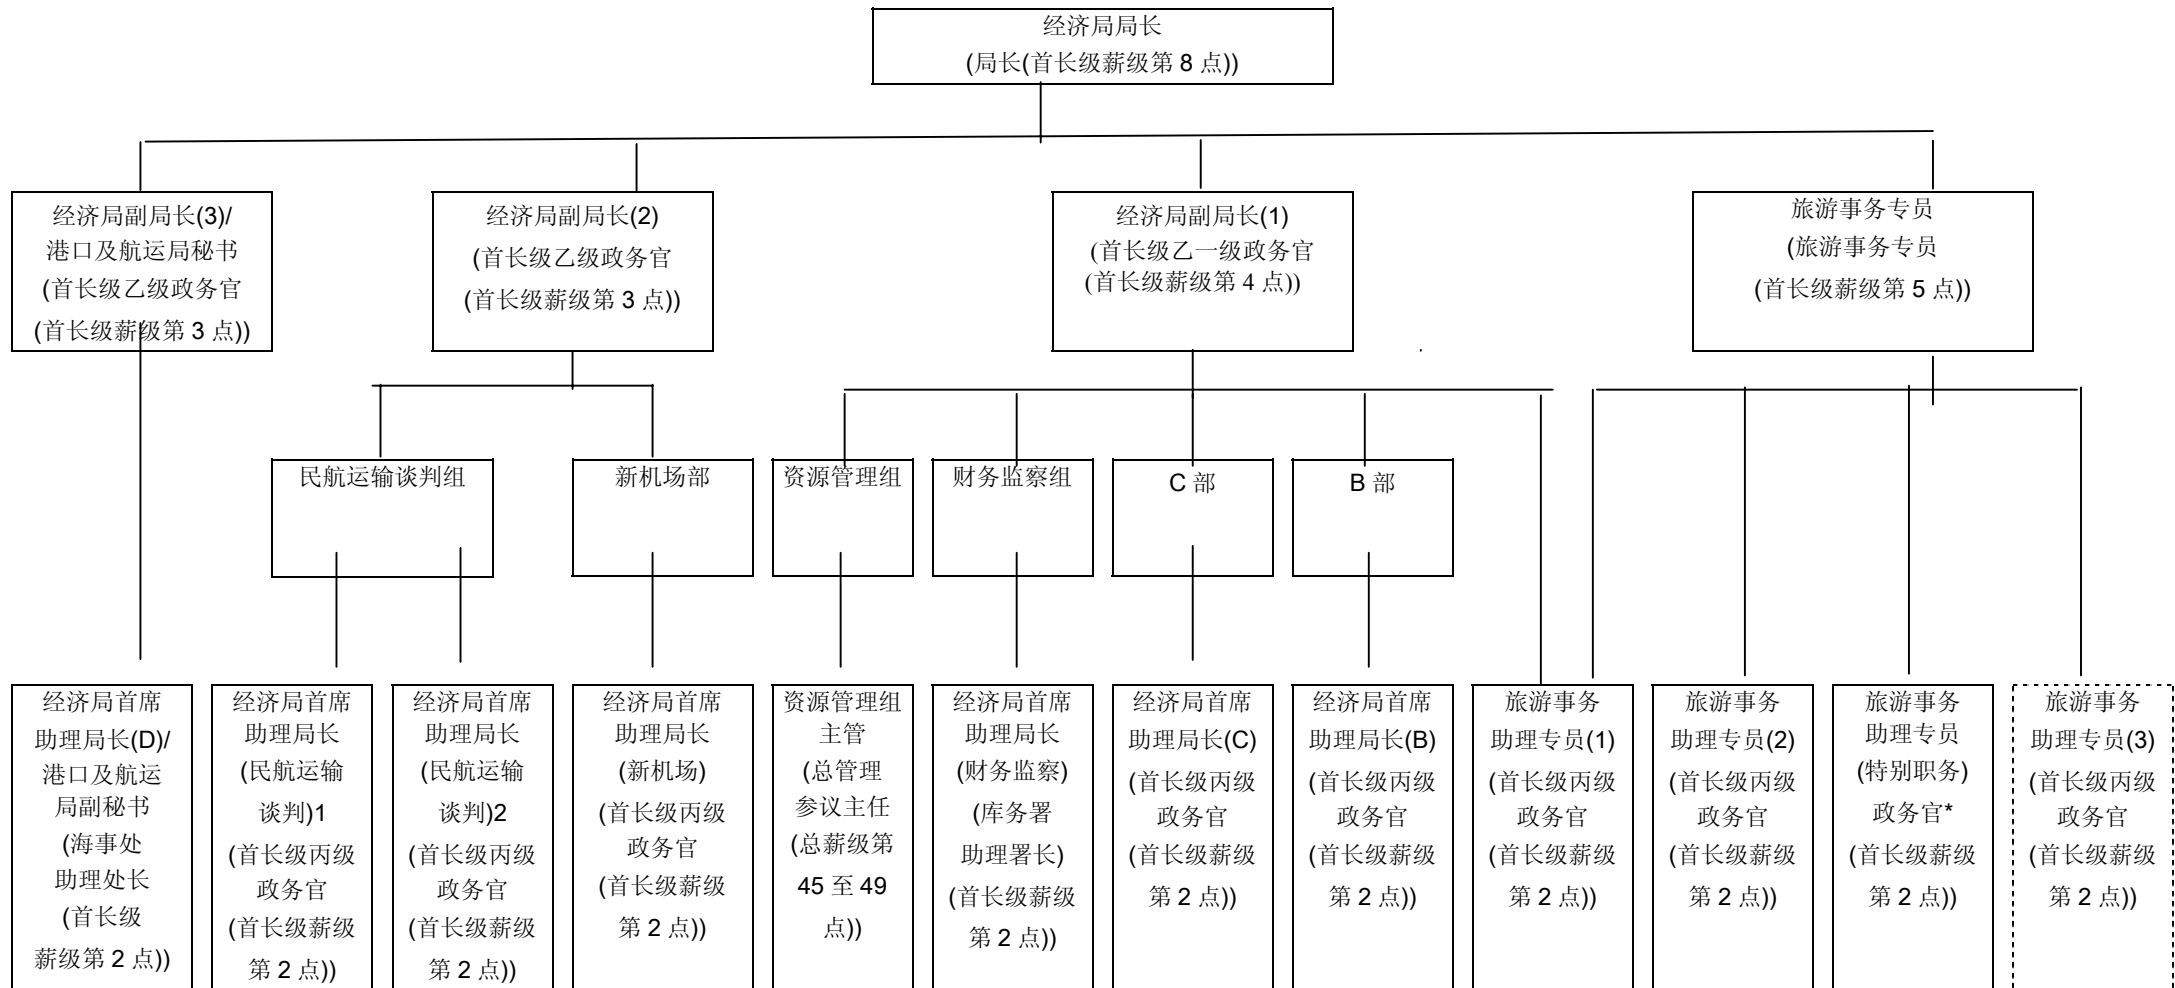 经济局局长
(局长(首长级薪级第 8 点))
经济局副局长(3)/
港口及航运局秘书
(首长级乙级政务官
(首长级薪级第 3 点))
经济局副局长(2)
(首长级乙级政务官
(首长级薪级第 3 点))
经济局副局长(1)
(首长级乙一级政务官
(首长级薪级第 4 点))
旅游事务专员
(旅游事务专员
(首长级薪级第 5 点))
民航运输谈判组
新机场部
资源管理组
财务监察组
C 部
B 部
经济局首席
助理局长(D)/
港口及航运
局副秘书
(海事处
助理处长
(首长级
薪级第 2 点))
经济局首席
助理局长
(民航运输
谈判)1
(首长级丙级
政务官
(首长级薪级
第 2 点))
经济局首席
助理局长
(民航运输
谈判)2
(首长级丙级
政务官
(首长级薪级
第 2 点))
经济局首席
助理局长
(新机场)
(首长级丙级
政务官
(首长级薪级
第 2 点))
资源管理组
主管
(总管理
参议主任
(总薪级第
45 至 49
点))
经济局首席
助理局长
(财务监察)
(库务署
助理署长)
(首长级薪级
第 2 点))
经济局首席
助理局长(C)
(首长级丙级
政务官
(首长级薪级
第 2 点))
经济局首席
助理局长(B)
(首长级丙级
政务官
(首长级薪级
第 2 点))
旅游事务
助理专员(1)
(首长级丙级
政务官
(首长级薪级
第 2 点))
旅游事务
助理专员(2)
(首长级丙级
政务官
(首长级薪级
第 2 点))
旅游事务
助理专员
(特别职务)
政务官*
(首长级薪级
第 2 点))
旅游事务
助理专员(3)
(首长级丙级
政务官
(首长级薪级
第 2 点))